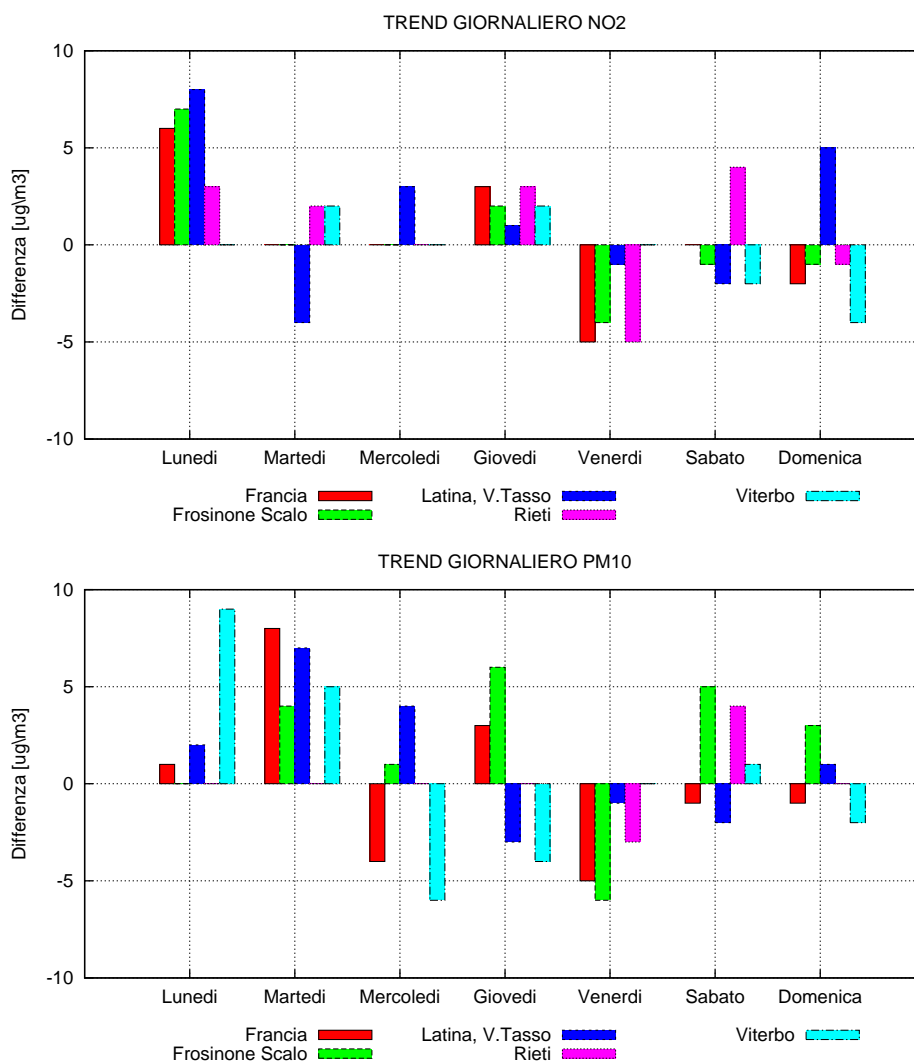 TREND GIORNALIERO NO2
10
5
0
-5
-10
Differenza [ug\m3]
Lunedi Martedi Mercoledi Giovedi Venerdi Sabato Domenica
Francia Latina, V.Tasso Viterbo
Frosinone Scalo Rieti
TREND GIORNALIERO PM10
10
5
0
-5
-10
Differenza [ug\m3]
Lunedi Martedi Mercoledi Giovedi Venerdi Sabato Domenica
Francia Latina, V.Tasso Viterbo
Frosinone Scalo Rieti